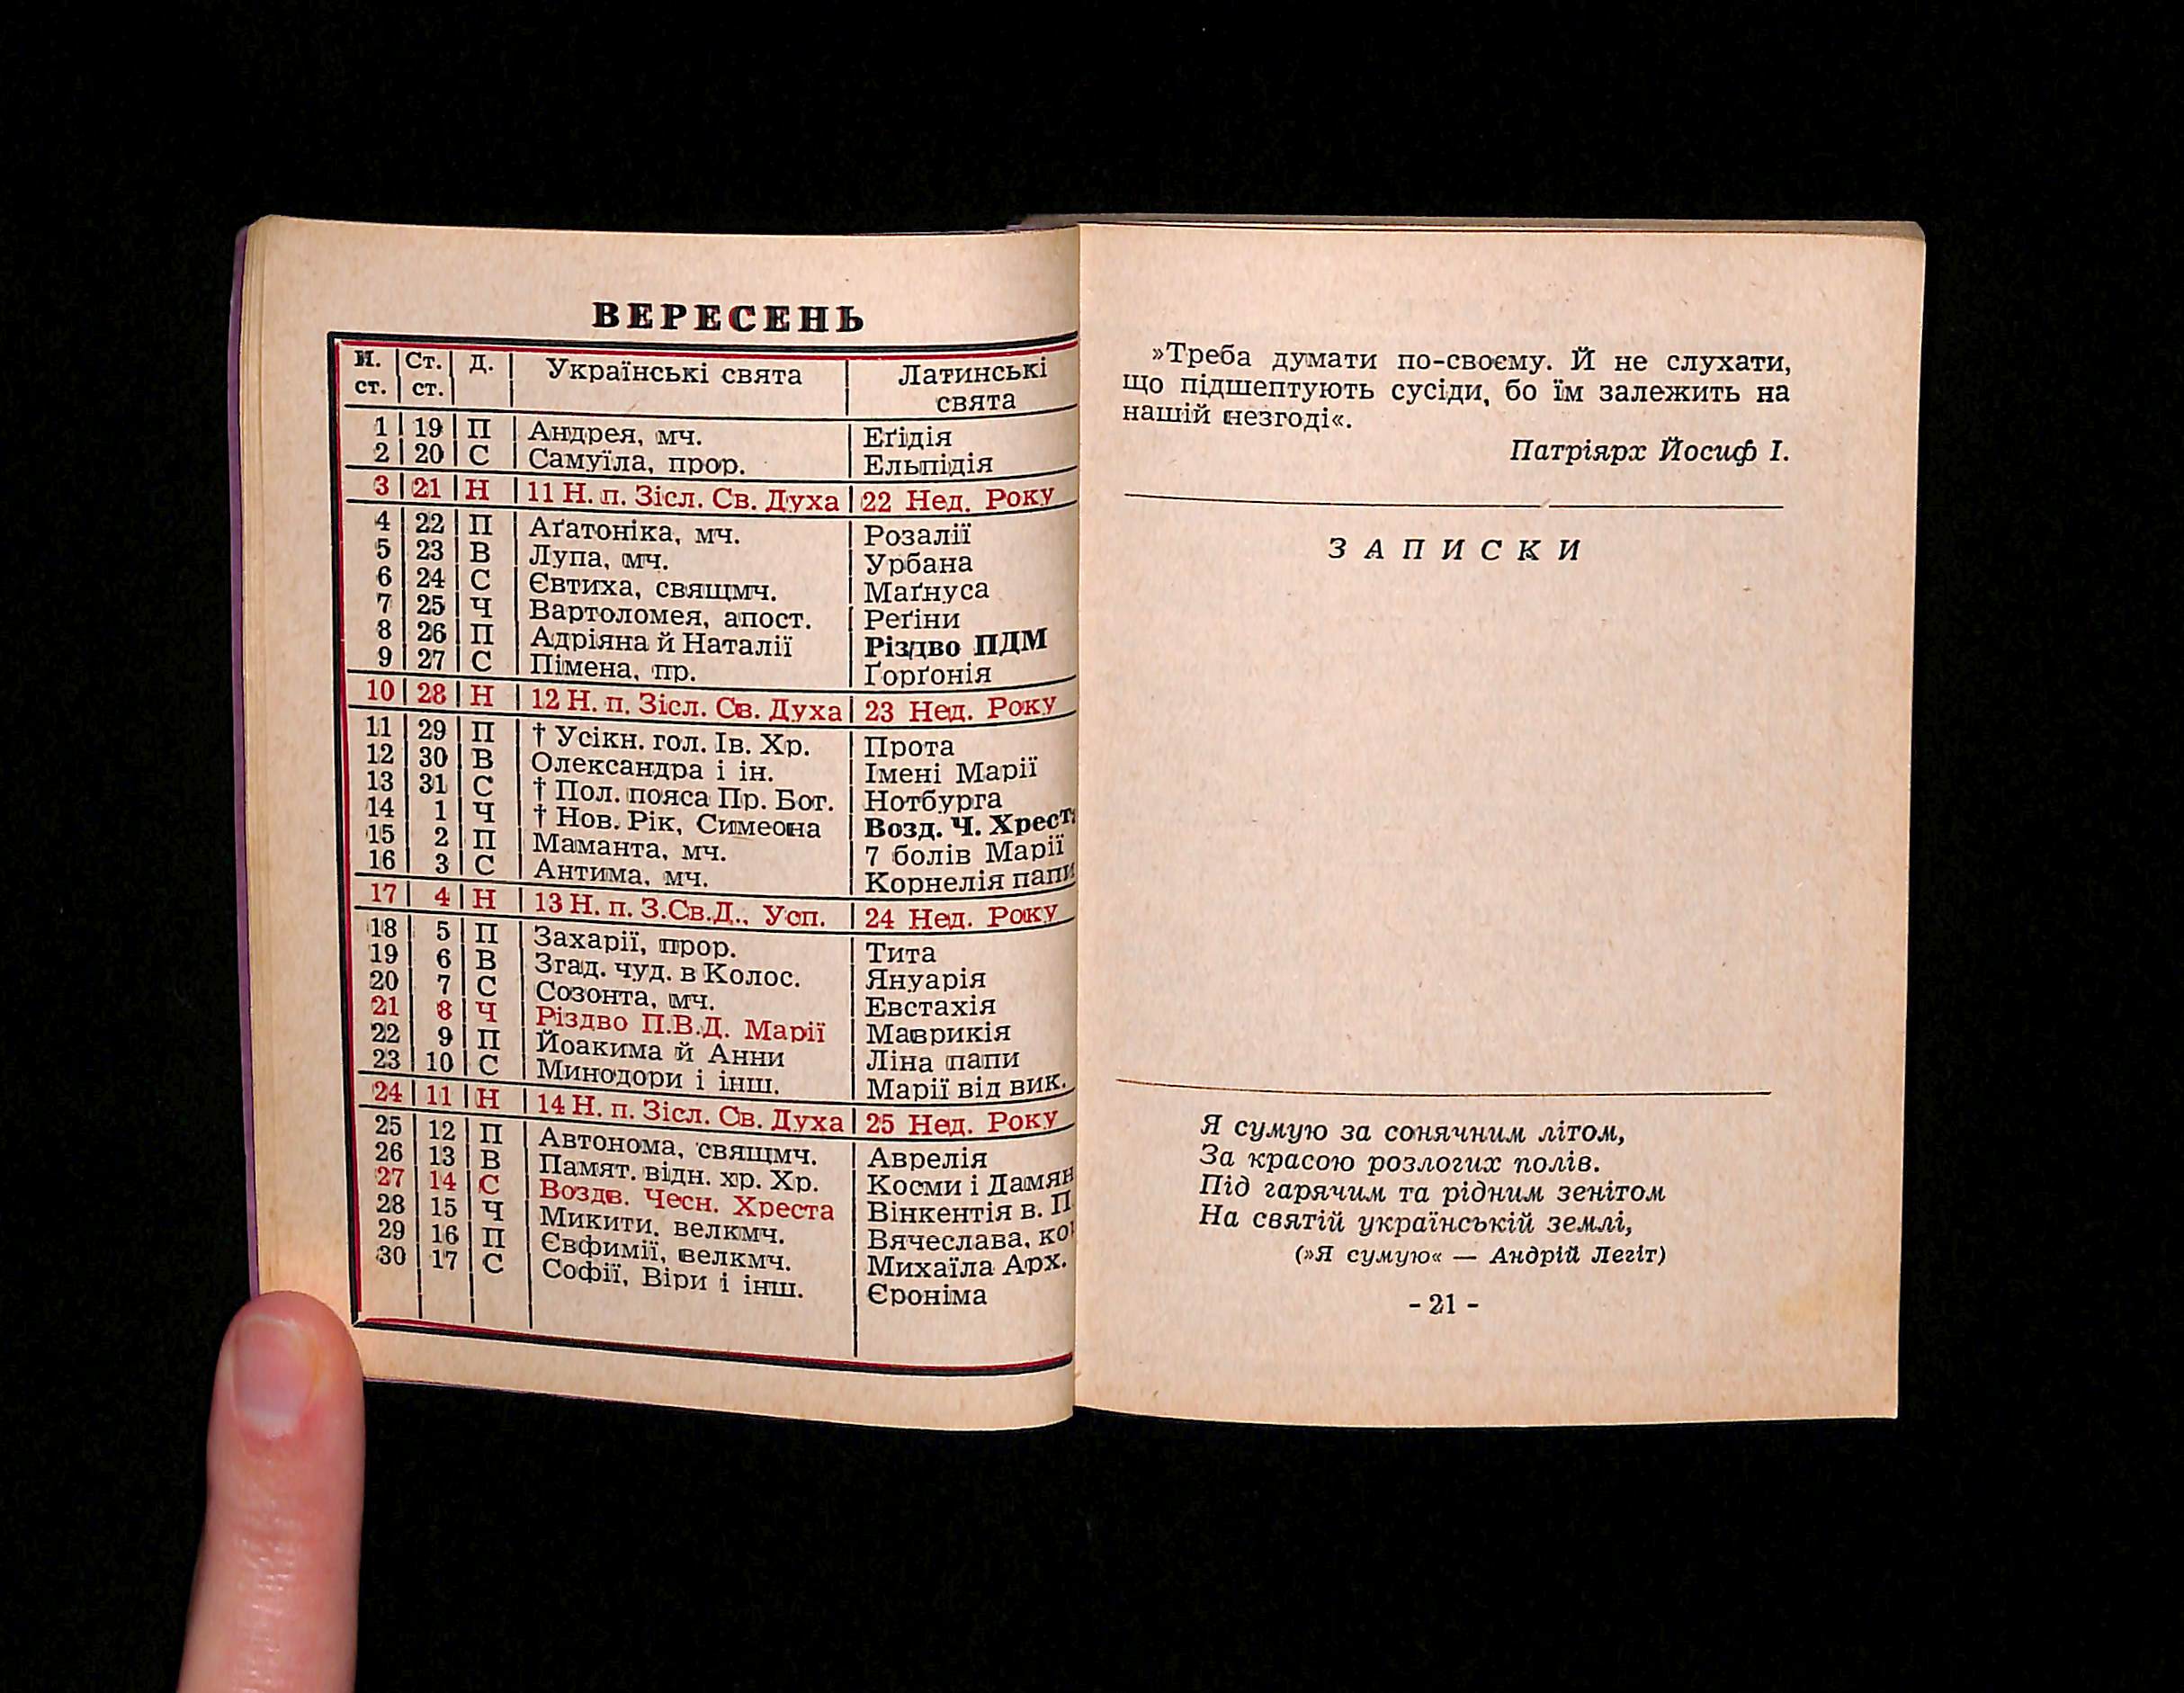 ВЕРЕСЕНЬ
Н. ст. | Ст. ст. | Д. | Українські свята | Латинські свята
1 | 19 | П | Андрея, мч. | Еґідія
2 | 20 | С | Самуїла, прор. | Ельпідія
3 | 21 | Н | 11 Н. п. Зісл. Св. Духа | 22 Нед. Року
4 | 22 | П | Аґатоніка, мч. | Розалії
5 | 23 | В | Лупа, мч. | Урбана
6 | 24 | С | Євтиха, свящмч. | Маґнуса
7 | 25 | Ч | Вартоломея, апост. | Реґіни
8 | 26 | П | Адріяна й Наталії | Різдво ПДМ
9 | 27 | С | Пімена, пр. | Ґорґонія
10 | 28 | Н | 12 Н. п. Зісл. Св. Духа | 23 Нед. Року
11 | 29 | П | † Усікн. гол. Ів. Хр. | Прота
12 | 30 | В | Олександра і ін. | Імені Марії
13 | 31 | С | † Пол. пояса Пр. Бог. | Нотбурґа
14 | 1 | Ч | † Нов. Рік, Симеона | Возд. Ч. Хрест
15 | 2 | П | Маманта, мч. | 7 болів Марії
16 | 3 | С | Антима, мч. | Корнелія папи
17 | 4 | Н | 13 Н. п. З.Св.Д., Усп. | 24 Нед. Року
18 | 5 | П | Захарії, прор. | Тита
19 | 6 | В | Згад. чуд. в Колос. | Януарія
20 | 7 | С | Созонта, мч. | Евстахія
21 | 8 | Ч | Різдво П.В.Д. Марії | Маврикія
22 | 9 | П | Йоакима й Анни | Ліна папи
23 | 10 | С | Минодори і інш. | Марії від вик.
24 | 11 | Н | 14 Н. п. Зісл. Св. Духа | 25 Нед. Року
25 | 12 | П | Автонома, свящмч. | Аврелія
26 | 13 | В | Памят. відн. хр. Хр. | Косми і Дамян
27 | 14 | С | Воздв. Чесн. Хреста | Вінкентія в. П.
28 | 15 | Ч | Микити. велкмч. | Вячеслава,
29 | 16 | П | Євфимії, велкмч. | Михаїла Арх.
30 | 17 | С | Софії, Віри і інш. | Єроніма
»Треба думати по-своєму. Й не слухати,
що підшептують сусіди, бо їм залежить на
нашій незгоді«.
Патріярх Йосиф І.
ЗАПИСКИ
Я сумую за сонячним літом,
За красою розлогих полів.
Під гарячим та рідним зенітом
На святій українській землі,
(»Я сумую« — Андрій Легіт)
- 21 -